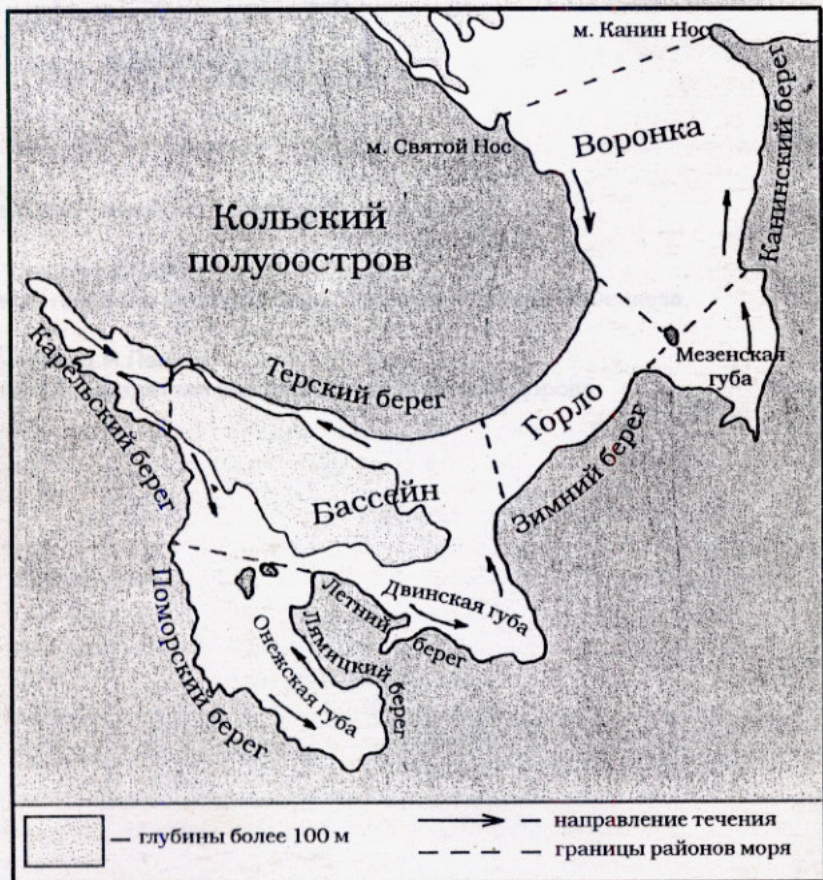 м. Канин Нос
Канинский берег
Воронка
м. Святой Нос
Кольский
полуоостров
Мезенская
губа
Карельский берег
Терский берег
Горло
Зимний берег
Бассейн
Двинская губа
Летний берег
Лямицкий берег
Онежская губа
Поморский берег
— глубины более 100 м
— направление течения
— границы районов моря